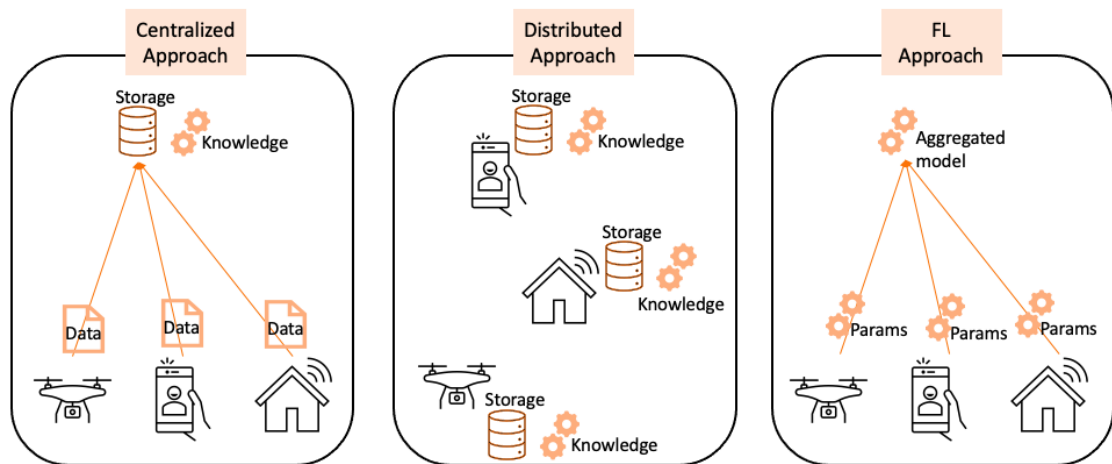 Centralized
Approach
Storage
Knowledge
Data
Data
Data
Distributed
Approach
Storage
Knowledge
Storage
Knowledge
Storage
Knowledge
FL
Approach
Aggregated
model
Params
Params
Params